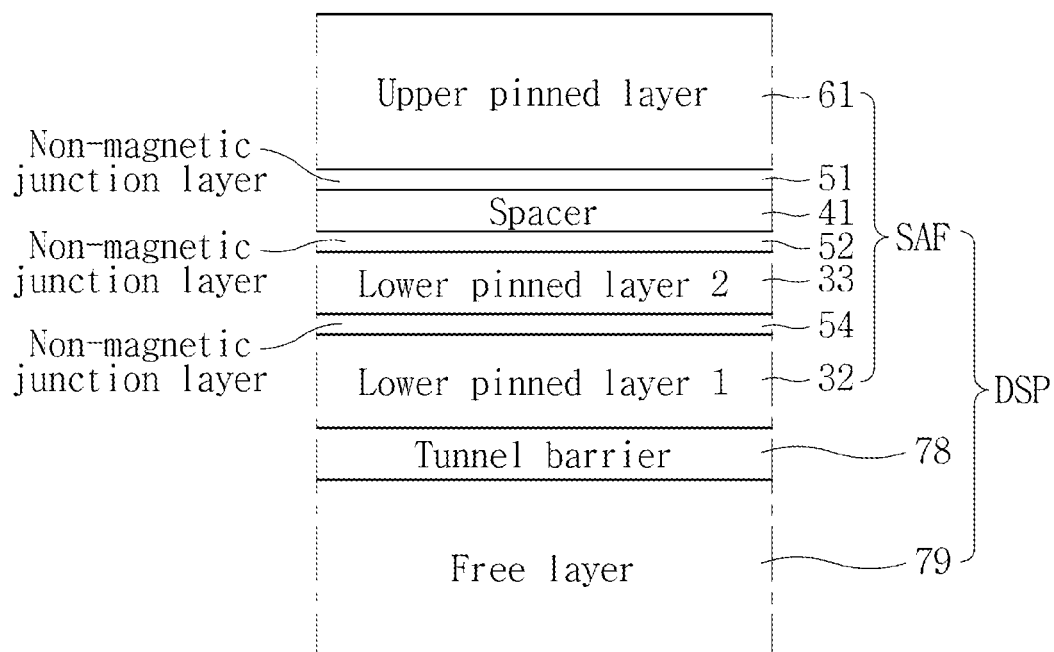 Upper pinned layer
61
Non-magnetic
junction layer
51
Spacer
41
SAF
Non-magnetic
junction layer
52
Lower pinned layer 2
33
54
Non-magnetic
junction layer
Lower pinned layer 1
32
DSP
Tunnel barrier
78
Free layer
79